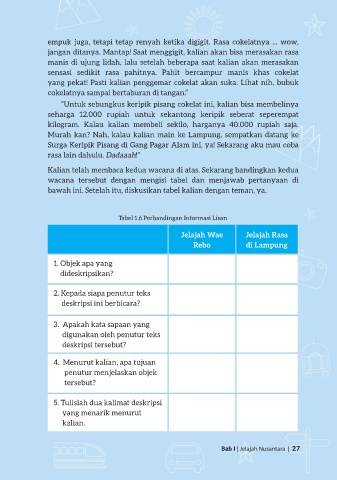 empuk juga, tetapi tetap renyah ketika digigit. Rasa cokelatnya ... wow,
jangan ditanya. Mantap! Saat menggigit, kalian akan bisa merasakan rasa
manis di ujung lidah, lalu setelah beberapa saat kalian akan merasakan
sensasi sedikit rasa pahitnya. Pahit bercampur manis khas cokelat
yang pekat! Pasti kalian penggemar cokelat akan suka. Lihat nih, bubuk
cokelatnya sampai bertaburan di tangan."
"Untuk sebungkus keripik pisang cokelat ini, kalian bisa membelinya
seharga 12.000 rupiah untuk sekantong keripik seberat seperempat
kilogram. Kalau kalian membeli sekilo, harganya 40.000 rupiah saja.
Murah kan? Nah, kalau kalian main ke Lampung, sempatkan datang ke
Surga Keripik Pisang di Gang Pagar Alam ini, ya! Sekarang aku mau coba
rasa lain dahulu. Dadaaah!"
Kalian telah membaca kedua wacana di atas. Sekarang bandingkan kedua
wacana tersebut dengan mengisi tabel dan menjawab pertanyaan di
bawah ini. Setelah itu, diskusikan tabel kalian dengan teman, ya.
Tabel 1.6 Perbandingan Informasi Lisan
Jelajah Wae
Rebo
Jelajah Rasa
di Lampung
1. Objek apa yang
dideskripsikan?
2. Kepada siapa penutur teks
deskripsi ini berbicara?
3. Apakah kata sapaan yang
digunakan oleh penutur teks
deskripsi tersebut?
4. Menurut kalian, apa tujuan
penutur menjelaskan objek
tersebut?
5. Tulislah dua kalimat deskripsi
yang menarik menurut
kalian.
Bab I | Jelajah Nusantara | 27